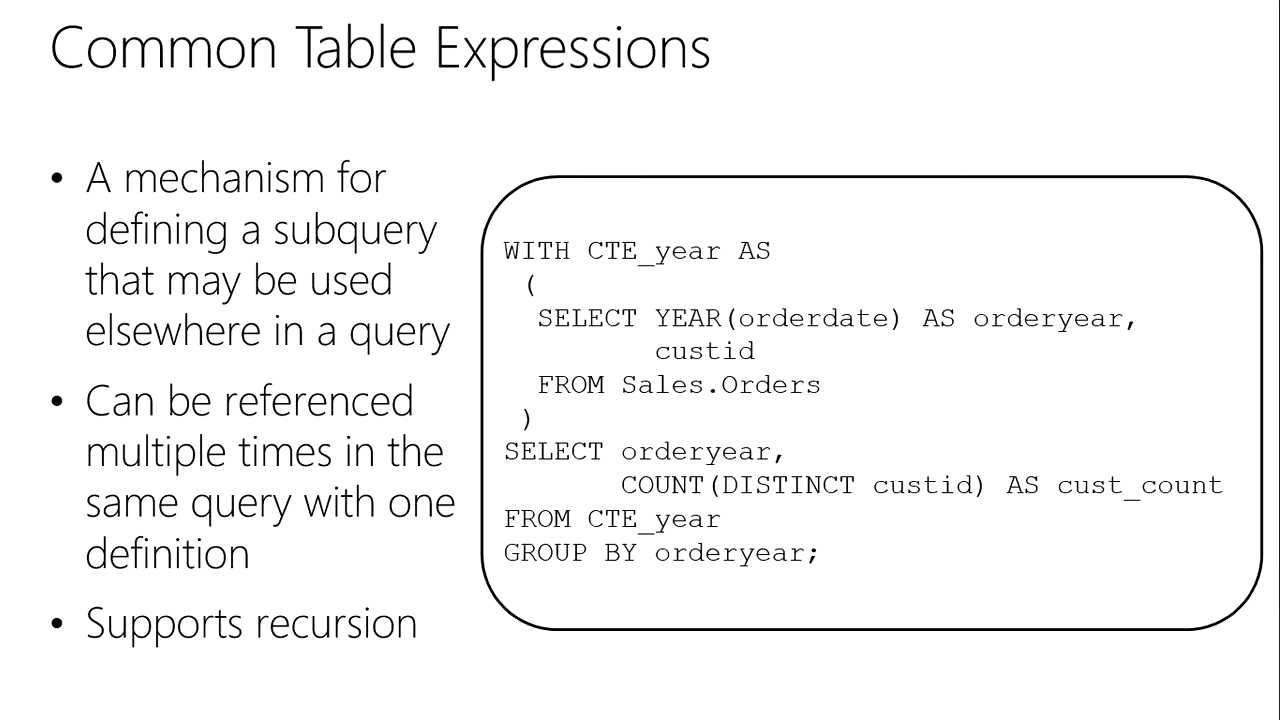 Common Table Expressions
• A mechanism for
defining a subquery
that may be used
elsewhere in a query
• Can be referenced
multiple times in the
same query with one
definition
• Supports recursion
WITH CTE_year AS
(
SELECT YEAR(orderdate) AS orderyear,
custid
FROM Sales.Orders
)
SELECT orderyear,
COUNT(DISTINCT custid) AS cust_count
FROM CTE_year
GROUP BY orderyear;